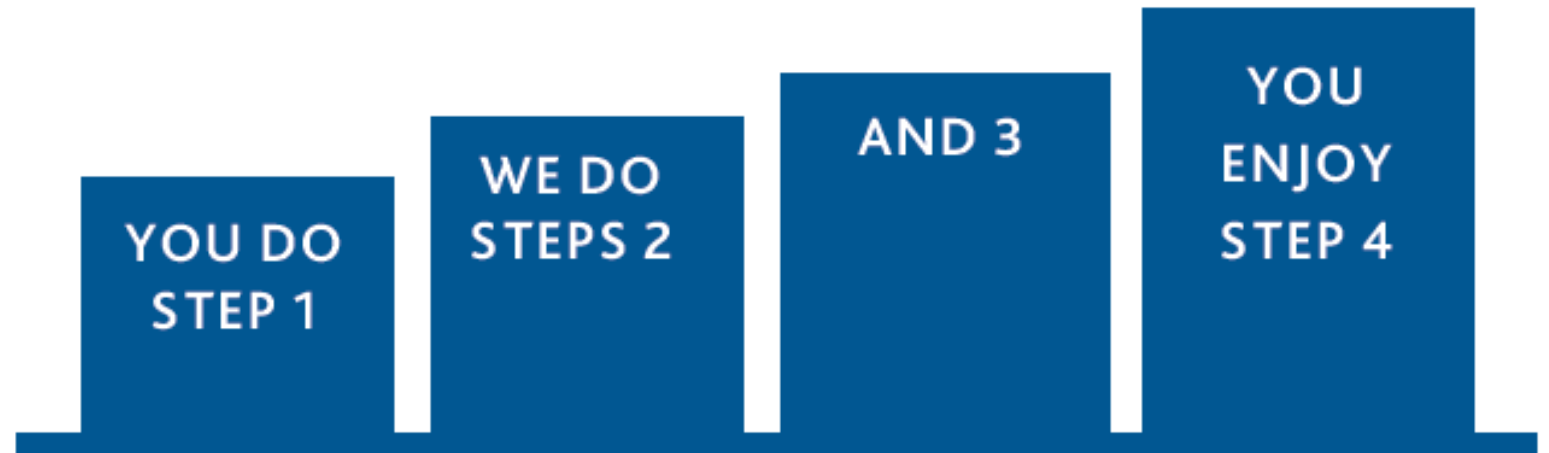 YOU DO
STEP 1
WE DO
STEPS 2
AND 3
YOU
ENJOY
STEP 4